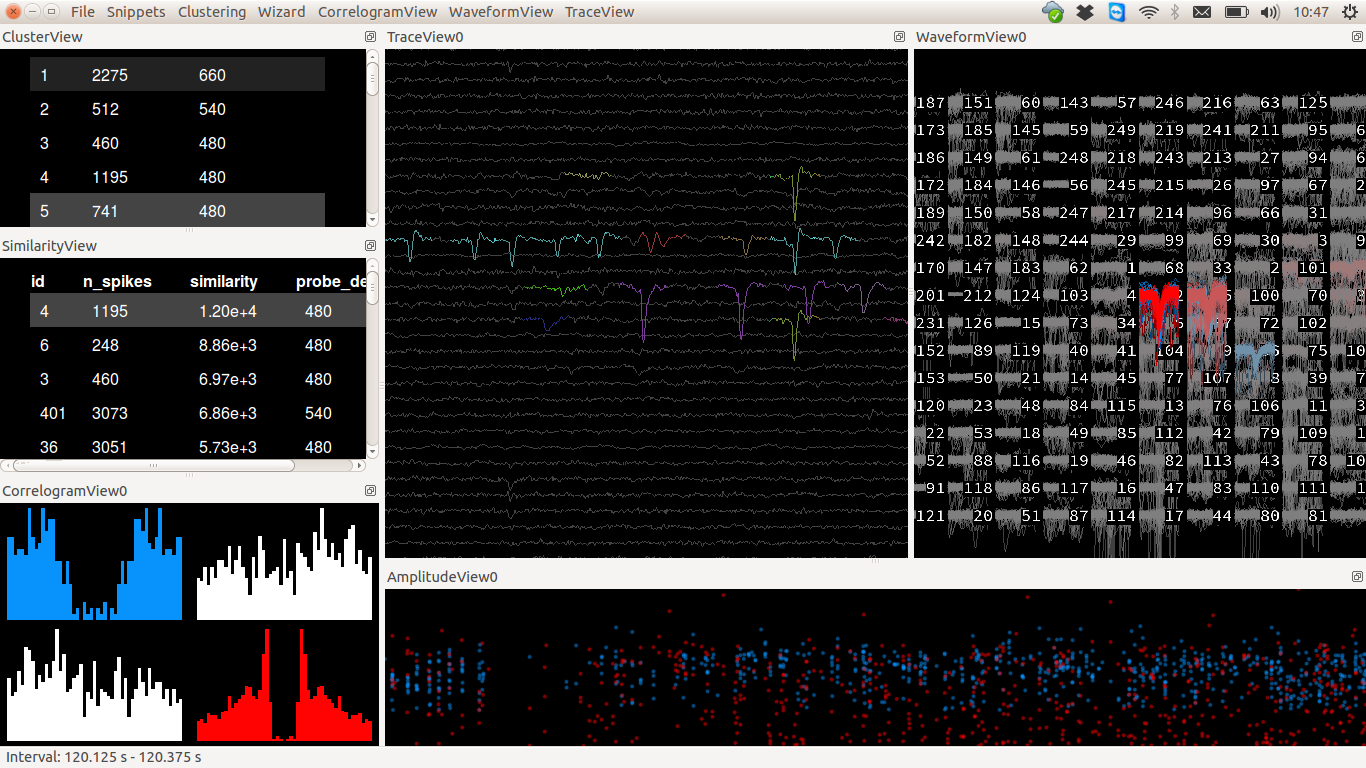 File Snippets Clustering Wizard CorrelogramView WaveformView TraceView 10:47
ClusterView
1 2275 660
2 512 540
3 460 480
4 1195 480
5 741 480
SimilarityView
id n_spikes similarity probe_de
4 1195 1.20e+4 480
6 248 8.86e+3 480
3 460 6.97e+3 480
401 3073 6.86e+3 540
36 3051 5.73e+3 480
CorrelogramView0
TraceView0
WaveformView0
187 151 60 143 57 246 216 63 125
173 185 145 59 249 219 241 211 95 6
186 149 61 248 218 243 213 27 94 6
172 184 146 56 245 215 26 97 67 2
189 150 58 247 217 214 96 66 31
242 182 148 244 29 99 69 30 3 9
170 147 183 62 1 68 33 2 101
201 212 124 103 4 100 70 3
231 126 15 73 34 72 102
152 89 119 40 41 104 9 75 10
153 50 21 14 45 77 107 8 39 7
120 23 48 84 115 13 76 106 11 3
22 53 18 49 85 112 42 79 109 1
52 88 116 19 46 82 113 43 78 10
91 118 86 117 16 47 83 110 111 1
121 20 51 87 114 17 44 80 81
AmplitudeView0
Interval: 120.125 s - 120.375 s